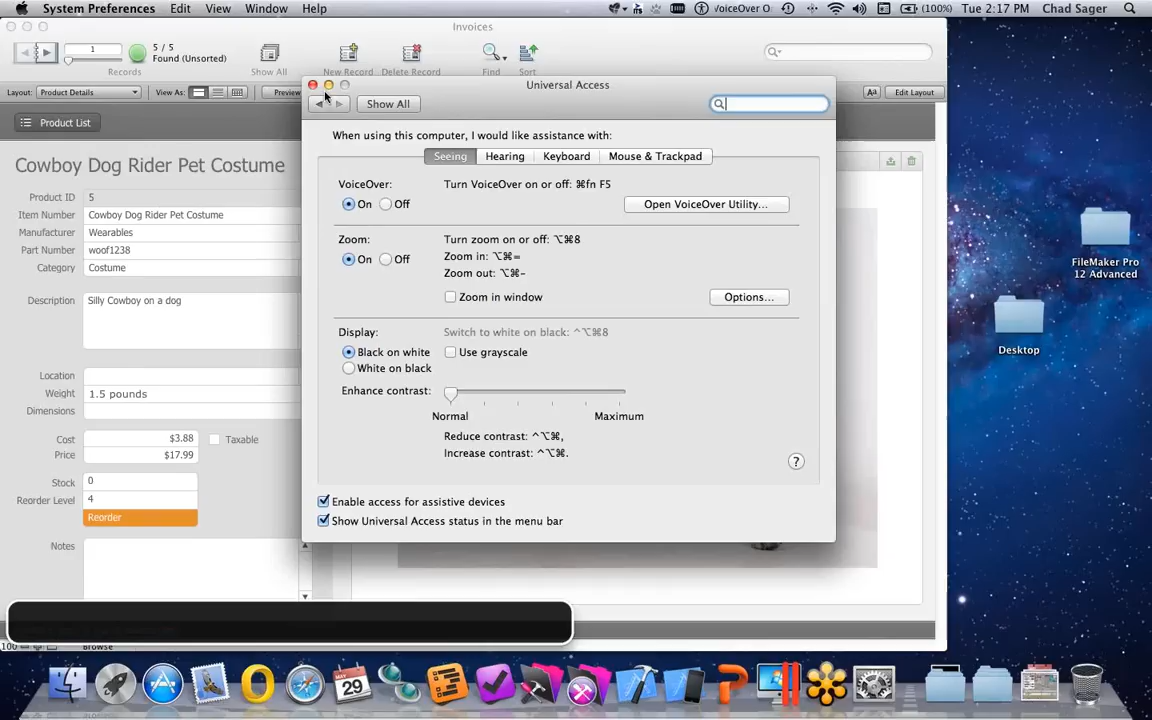 System Preferences Edit View Window Help
VoiceOver O (100%) Tue 2:17 PM Chad Sager
Invoices
1
5 / 5
Found (Unsorted)
Records
Show All
New Record
Delete Record
Find
Sort
Layout: Product Details
View As:
Preview
Aa
Edit Layout
Product List
Cowboy Dog Rider Pet Costume
Product ID 5
Item Number Cowboy Dog Rider Pet Costume
Manufacturer Wearables
Part Number woof1238
Category Costume
Description Silly Cowboy on a dog
Location
Weight 1.5 pounds
Dimensions
Cost $3.88 Taxable
Price $17.99
Stock 0
Reorder Level 4
Reorder
Notes
100
Browse
Universal Access
Show All
When using this computer, I would like assistance with:
Seeing Hearing Keyboard Mouse & Trackpad
VoiceOver: Turn VoiceOver on or off: ⌘fn F5
On Off Open VoiceOver Utility...
Zoom: Turn zoom on or off: ⌥⌘8
On Off Zoom in: ⌥⌘=
Zoom out: ⌥⌘-
Zoom in window Options...
Display: Switch to white on black: ^⌥⌘8
Black on white Use grayscale
White on black
Enhance contrast:
Normal Maximum
Reduce contrast: ^⌥⌘,
Increase contrast: ^⌥⌘.
?
Enable access for assistive devices
Show Universal Access status in the menu bar
FileMaker Pro
12 Advanced
Desktop
29